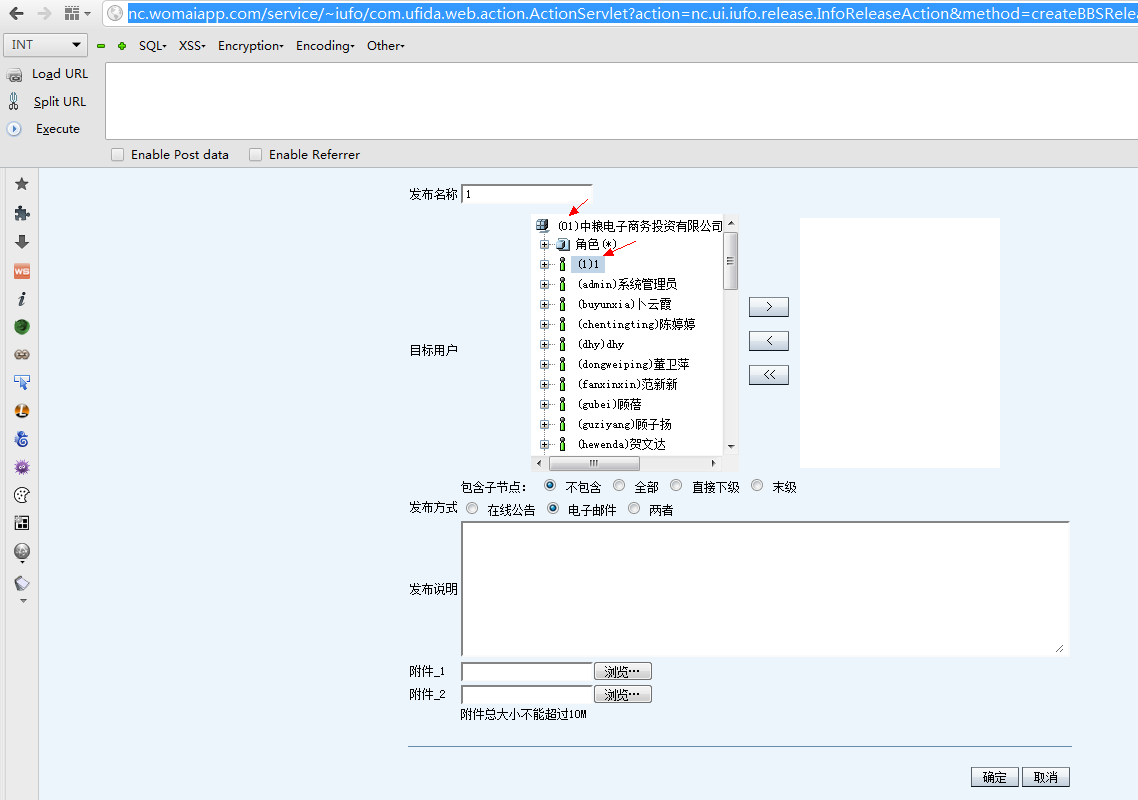 nc.womaiapp.com/service/~iufo/com.ufida.web.action.ActionServlet?action=nc.ui.iufo.release.InfoReleaseAction&method=createBBSRelea
INT SQL▾ XSS▾ Encryption▾ Encoding▾ Other▾
Load URL
Split URL
Execute
Enable Post data Enable Referrer
发布名称 1
(01)中粮电子商务投资有限公司
角色(*)
(1)1
(admin)系统管理员
(buyunxia)卜云霞
(chentingting)陈婷婷
目标用户
(dhy)dhy
(dongweiping)董卫萍
(fanxinxin)范新新
(gubei)顾蓓
(guziyang)顾子扬
(hewenda)贺文达
>
<
<<
包含子节点: 不包含 全部 直接下级 末级
发布方式 在线公告 电子邮件 两者
发布说明
附件_1 浏览…
附件_2 浏览…
附件总大小不能超过10M
确定 取消
WS